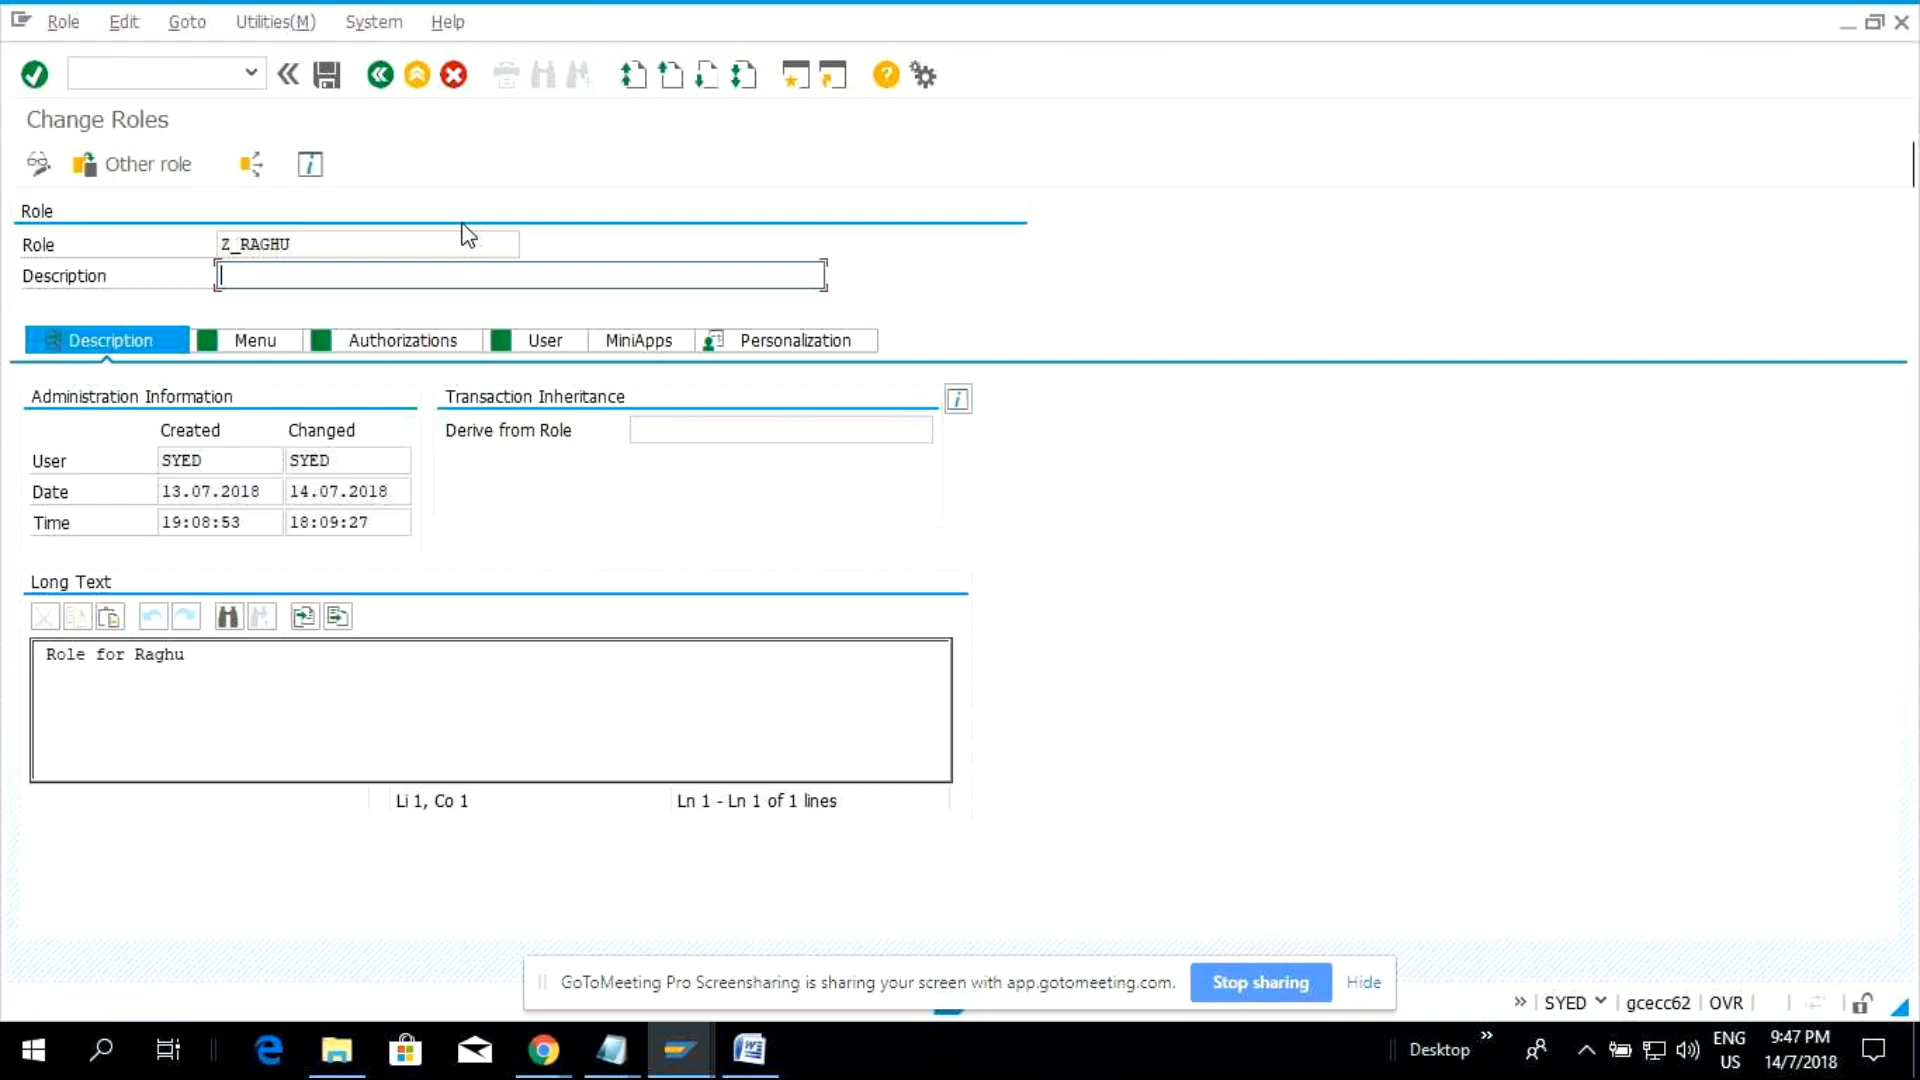 Role Edit Goto Utilities(M) System Help
Change Roles
Other role
Role
Role Z_RAGHU
Description
Description Menu Authorizations User MiniApps Personalization
Administration Information Transaction Inheritance
Created Changed Derive from Role
User SYED SYED
Date 13.07.2018 14.07.2018
Time 19:08:53 18:09:27
Long Text
Role for Raghu
Li 1, Co 1 Ln 1 - Ln 1 of 1 lines
GoToMeeting Pro Screensharing is sharing your screen with app.gotomeeting.com. Stop sharing Hide
» SYED gcecc62 OVR
Desktop » ENG US 9:47 PM 14/7/2018